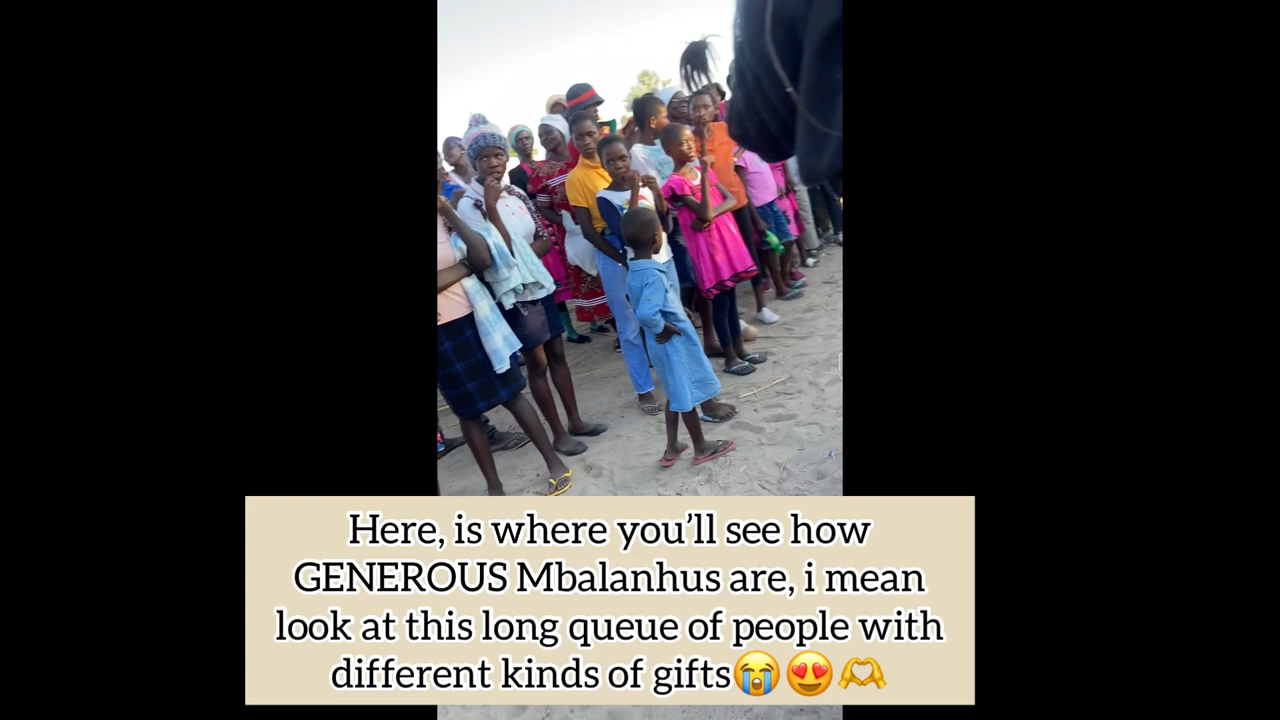 Here, is where you’ll see how
GENEROUS Mbalanhus are, i mean
look at this long queue of people with
different kinds of gifts😭😍🫶